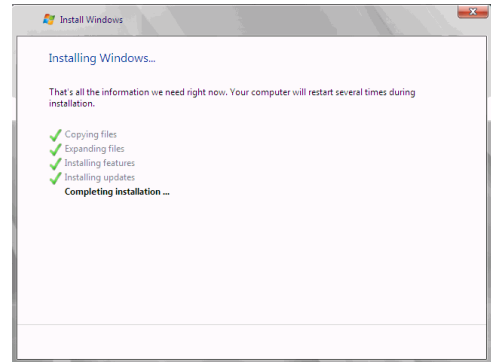 Install Windows
Installing Windows...
That's all the information we need right now. Your computer will restart several times during
installation.
Copying files
Expanding files
Installing features
Installing updates
Completing installation ...